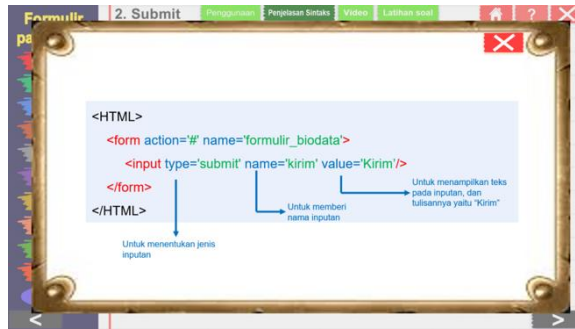 Formulir
2. Submit
Penggunaan
Penjelasan Sintaks
Video
Latihan soal
?
pa
<HTML>
<form action='#' name='formulir_biodata'>
<input type='submit' name='kirim' value='Kirim'/>
</form>
</HTML>
Untuk menampilkan teks
pada inputan, dan
tulisannya yaitu "Kirim"
Untuk memberi
nama inputan
Untuk menentukan jenis
inputan
<
>